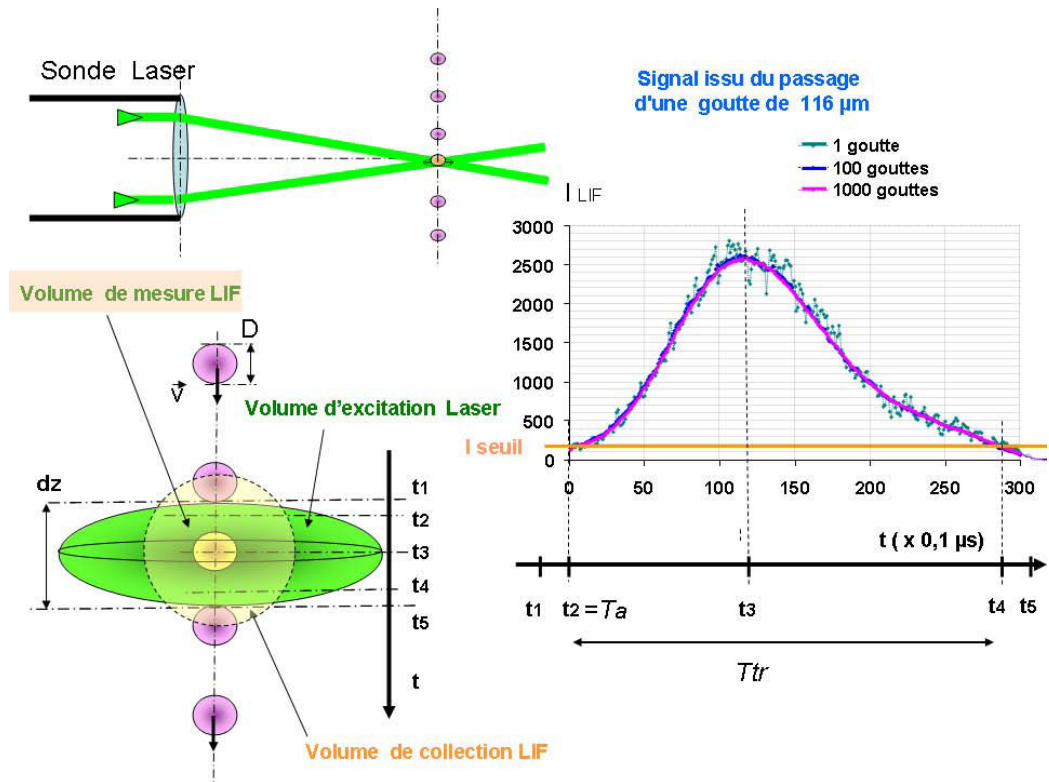 Sonde Laser
Signal issu du passage
d'une goutte de 116 µm
1 goutte
100 gouttes
1000 gouttes
I LIF
3000
2500
2000
1500
1000
500
0
I seuil
0
50
100
150
200
250
300
t ( x 0,1 µs)
t1
t2 =Ta
t3
t4
t5
Ttr
Volume de mesure LIF
D
v
Volume d'excitation Laser
dz
t1
t2
t3
t4
t5
t
Volume de collection LIF